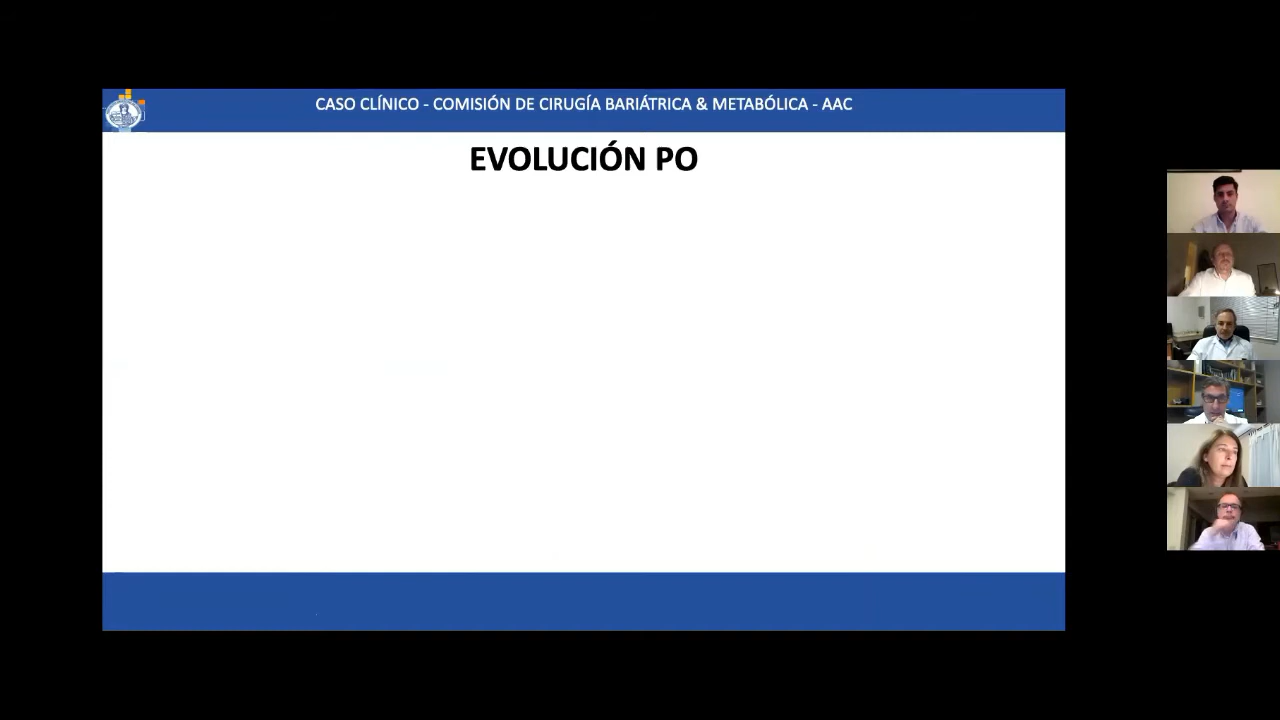 CASO CLÍNICO - COMISIÓN DE CIRUGÍA BARIÁTRICA & METABÓLICA - AAC
EVOLUCIÓN PO